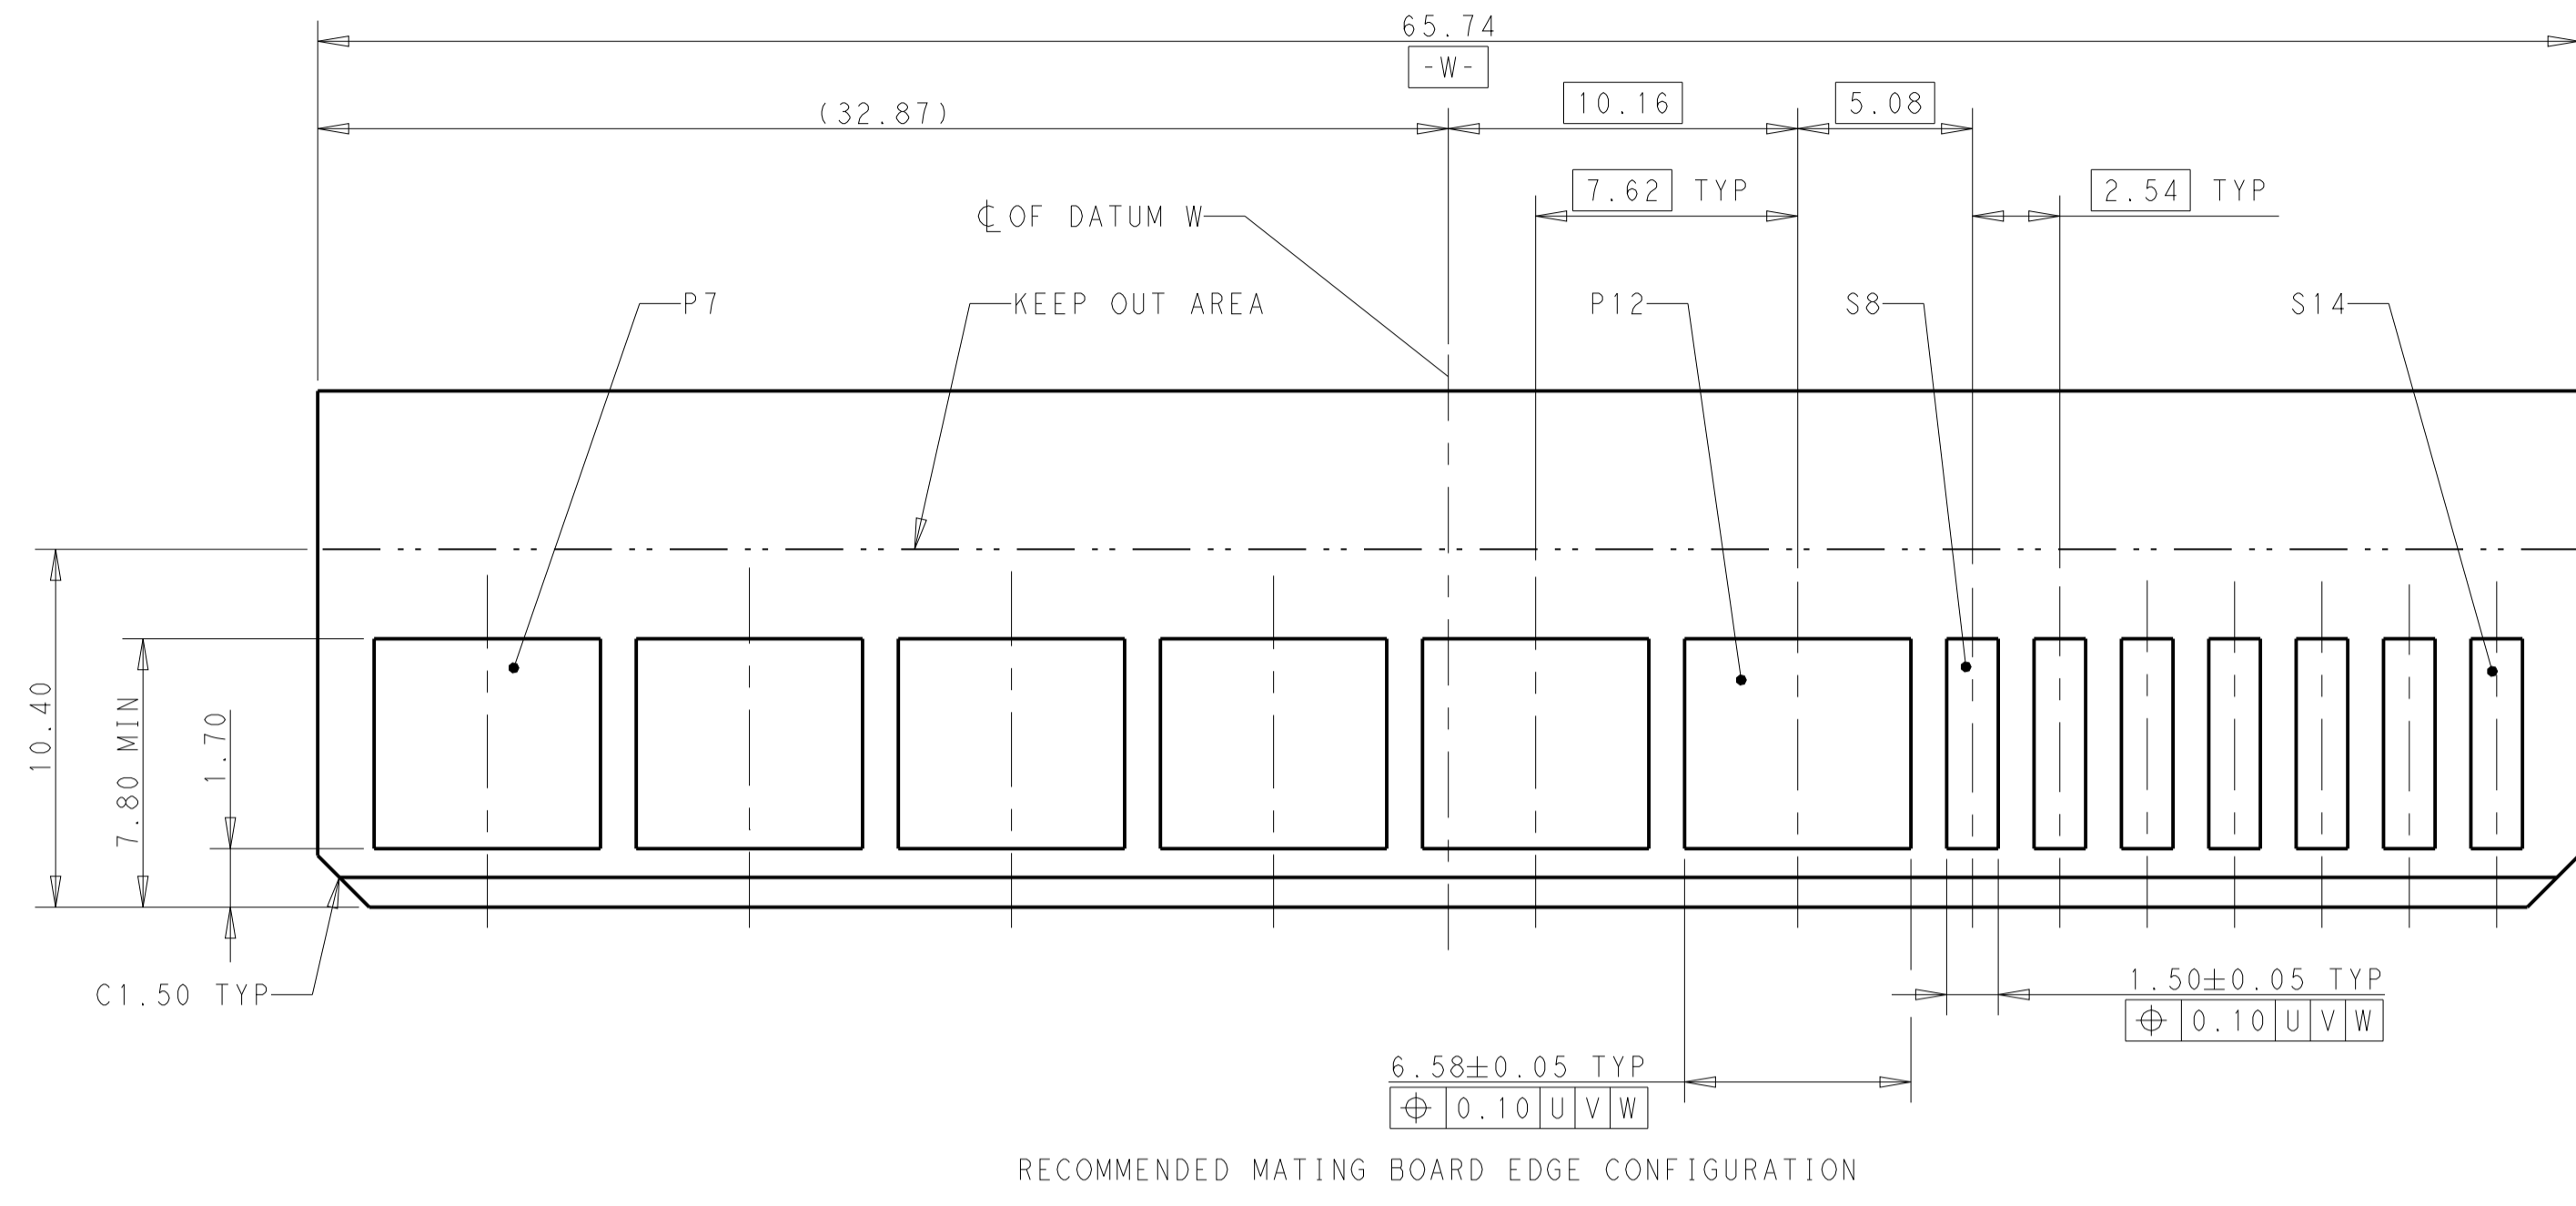 65.74
-W-
(32.87)
10.16
5.08
7.62 TYP
2.54 TYP
℄ OF DATUM W
P7
KEEP OUT AREA
P12
S8
S14
10.40
7.80 MIN
1.70
C1.50 TYP
1.50±0.05 TYP
⌖ 0.10 U V W
6.58±0.05 TYP
⌖ 0.10 U V W
RECOMMENDED MATING BOARD EDGE CONFIGURATION